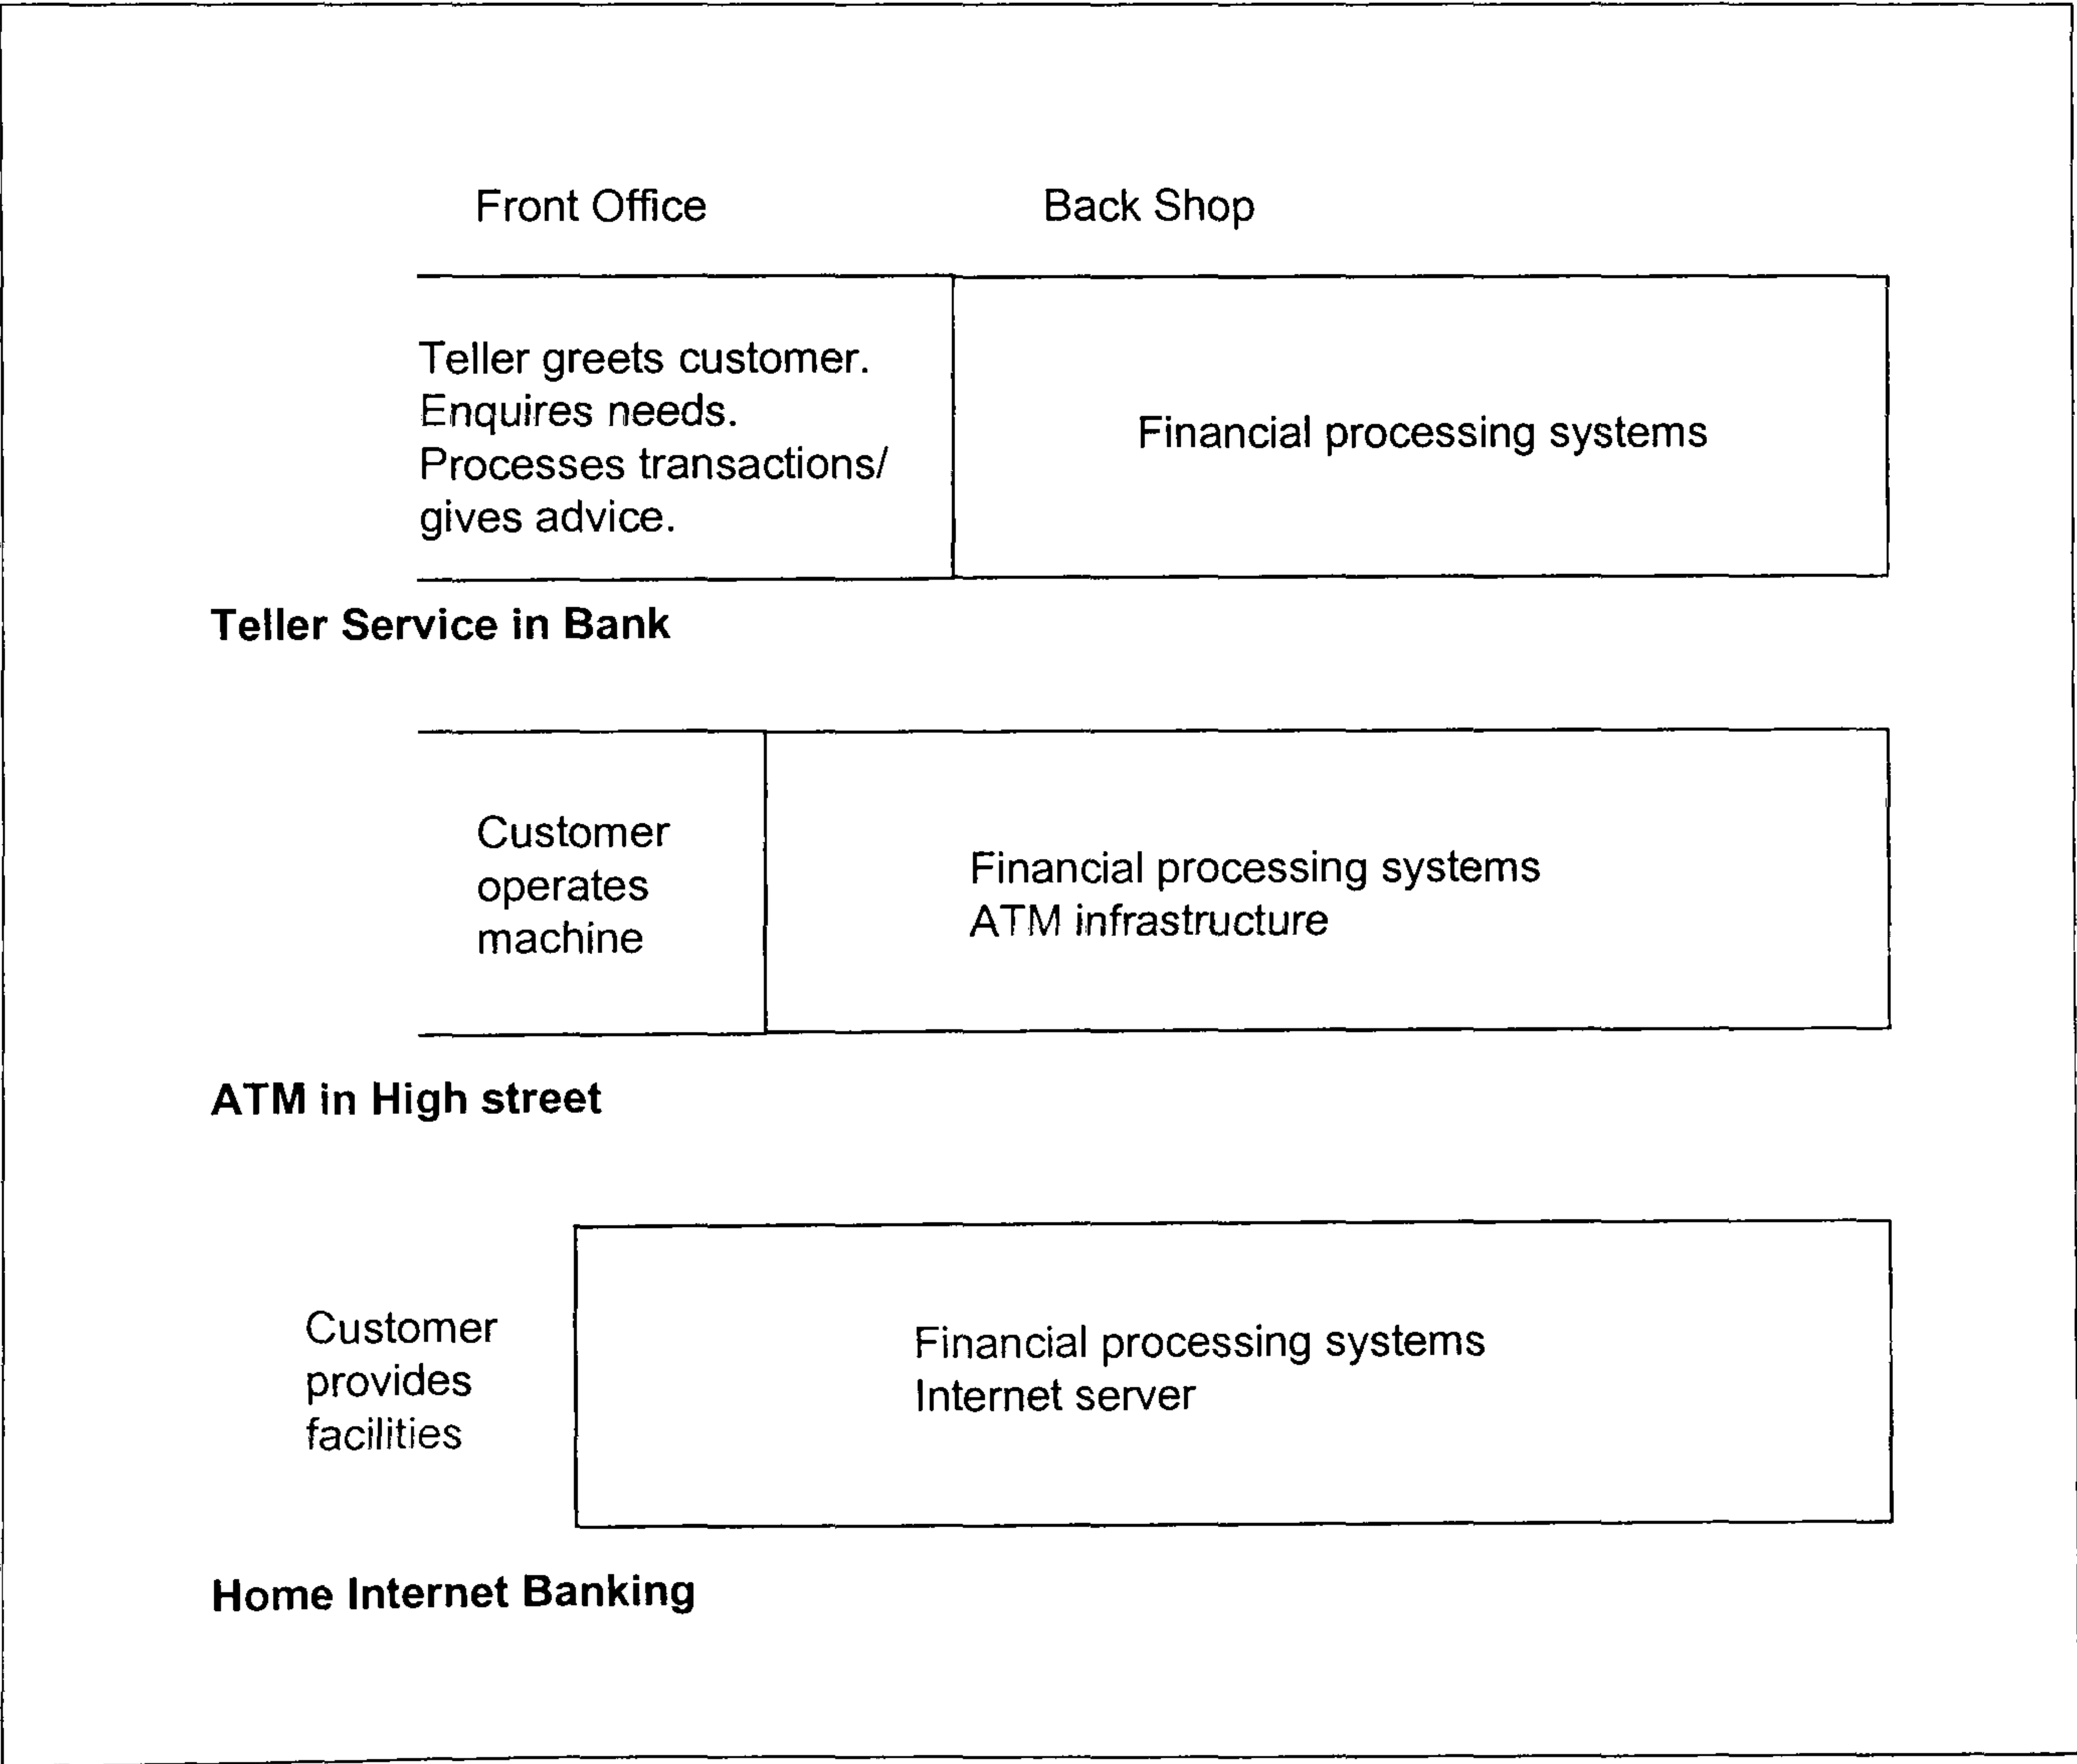 Front Office
Back Shop
Teller greets customer.
Enquires needs.
Processes transactions/
gives advice.
Financial processing systems
Teller Service in Bank
Customer
operates
machine
Financial processing systems
ATM infrastructure
ATM in High street
Customer
provides
facilities
Financial processing systems
Internet server
Home Internet Banking